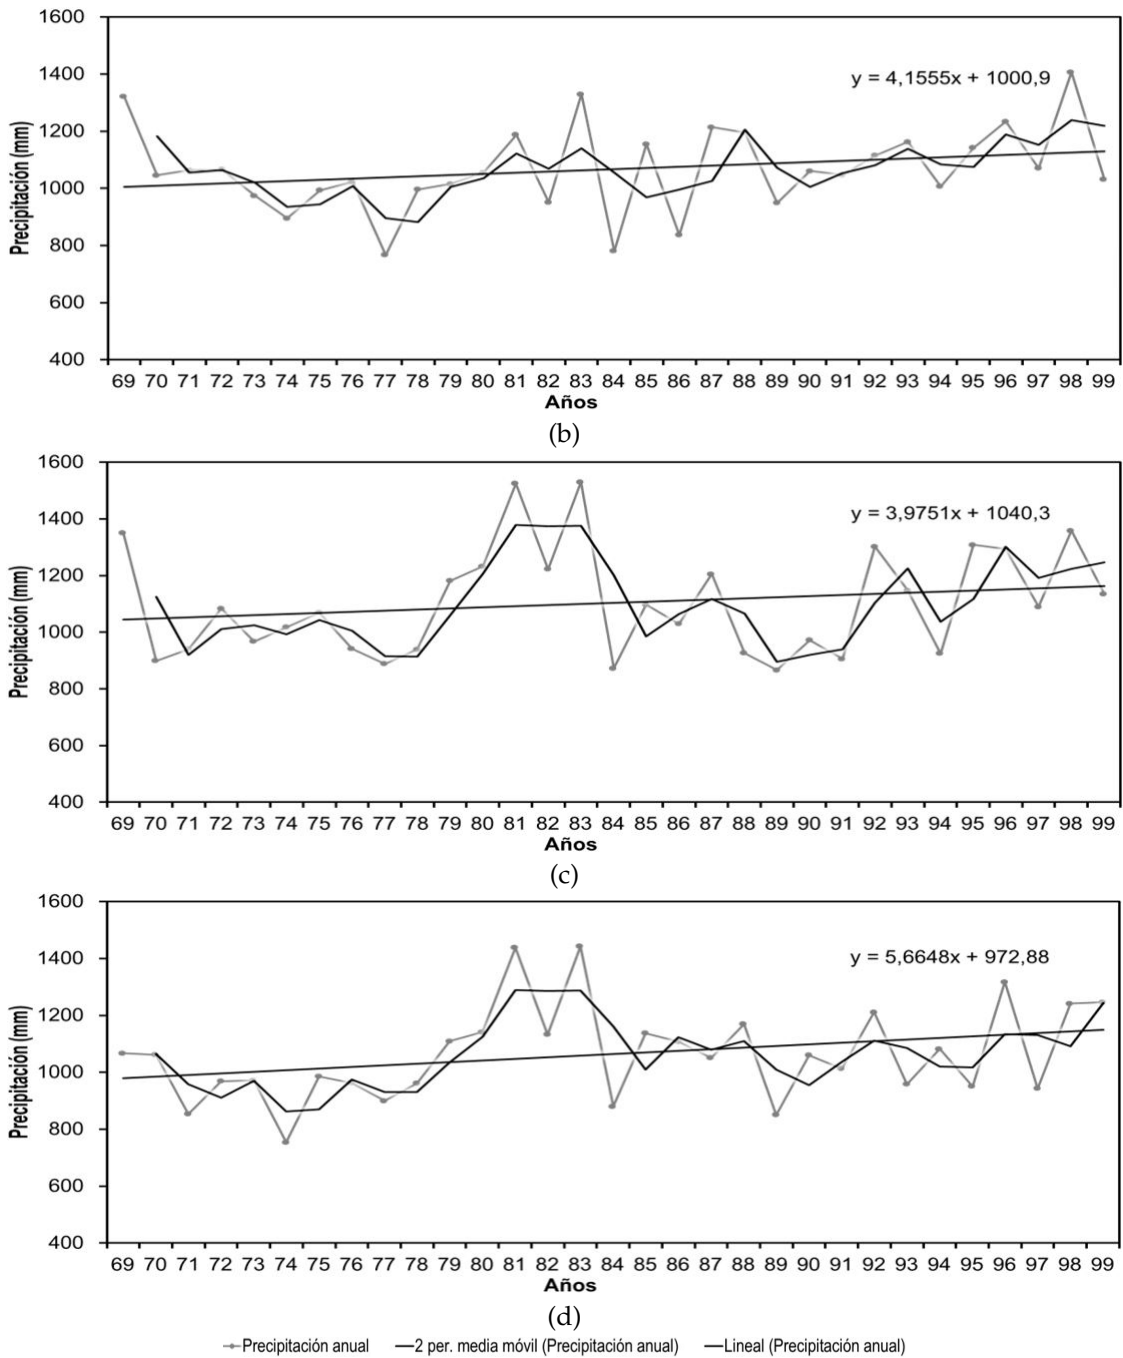 1600
1400
1200
1000
800
600
400
Precipitación (mm)
y = 4,1555x + 1000,9
69 70 71 72 73 74 75 76 77 78 79 80 81 82 83 84 85 86 87 88 89 90 91 92 93 94 95 96 97 98 99
Años
(b)
1600
1400
1200
1000
800
600
400
Precipitación (mm)
y = 3,9751x + 1040,3
69 70 71 72 73 74 75 76 77 78 79 80 81 82 83 84 85 86 87 88 89 90 91 92 93 94 95 96 97 98 99
Años
(c)
1600
1400
1200
1000
800
600
400
Precipitación (mm)
y = 5,6648x + 972,88
69 70 71 72 73 74 75 76 77 78 79 80 81 82 83 84 85 86 87 88 89 90 91 92 93 94 95 96 97 98 99
Años
(d)
Precipitación anual 2 per. media móvil (Precipitación anual) Lineal (Precipitación anual)